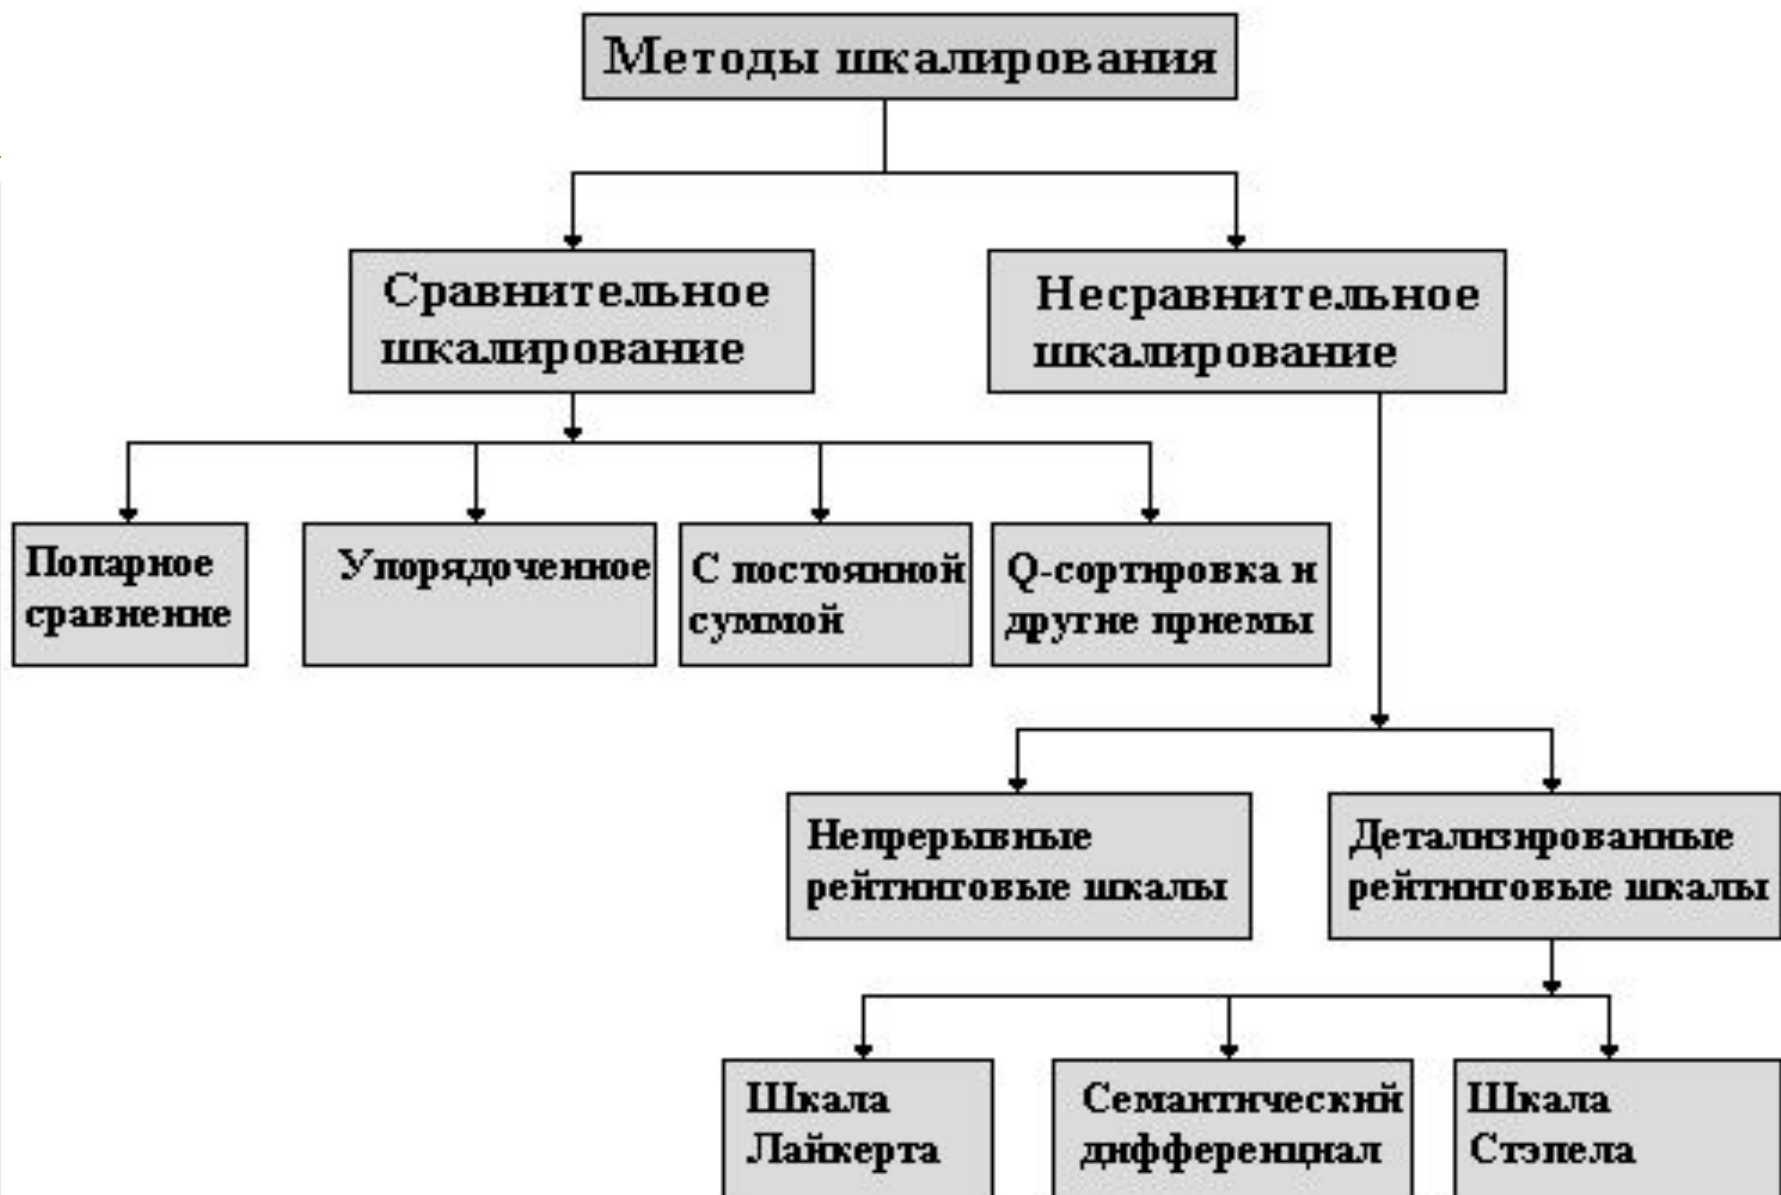 Методы шкалирования
Сравнительное
шкалирование
Несравнительное
шкалирование
Попарное
сравнение
Упорядоченное
С постоянной
суммой
Q-сортировка и
другие приемы
Непрерывные
рейтинговые шкалы
Детализированные
рейтинговые шкалы
Шкала
Лайкерта
Семантический
дифференциал
Шкала
Стэпела